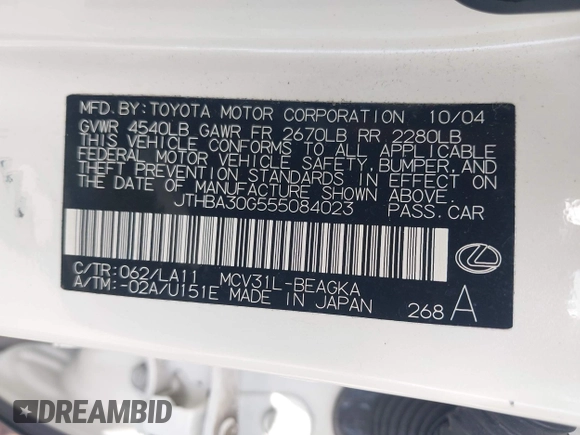 MFD. BY: TOYOTA MOTOR CORPORATION 10/04
GVWR 4540LB GAWR FR 2670LB RR 2280LB
THIS VEHICLE CONFORMS TO ALL APPLICABLE
FEDERAL MOTOR VEHICLE SAFETY, BUMPER, AND
THEFT PREVENTION STANDARDS IN EFFECT ON
THE DATE OF MANUFACTURE SHOWN ABOVE.
JTHBA30G555084023 PASS. CAR
C/TR: 062/LA11 MCV31L-BEAGKA
A/TM: -02A/U151E MADE IN JAPAN 268 A
DREAMBID